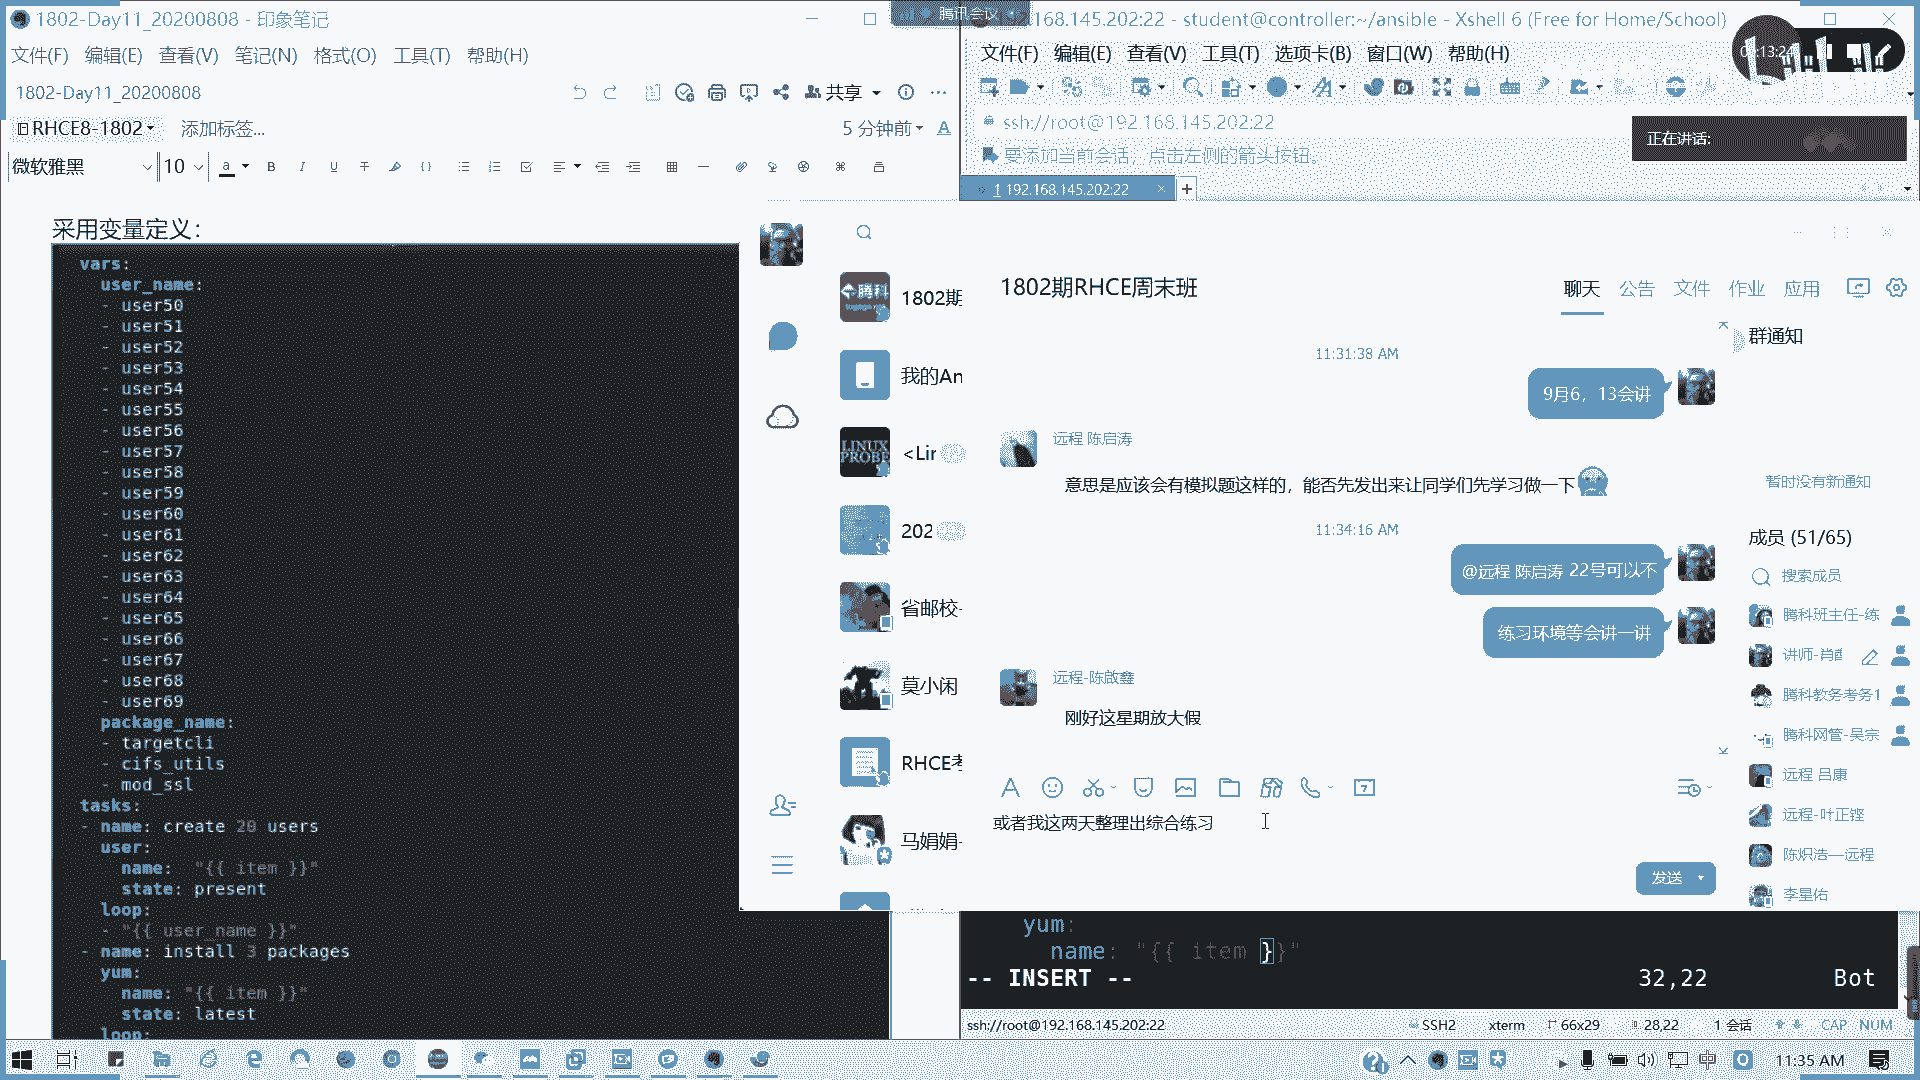 1802-Day11_20200808 - 印象笔记
文件(F) 编辑(E) 查看(V) 笔记(N) 格式(O) 工具(T) 帮助(H)
1802-Day11_20200808
共享
RHCE8-1802
添加标签...
5 分钟前
微软雅黑
10
采用变量定义：
vars:
user_name:
- user50
- user51
- user52
- user53
- user54
- user55
- user56
- user57
- user58
- user59
- user60
- user61
- user62
- user63
- user64
- user65
- user66
- user67
- user68
- user69
package_name:
- targetcli
- cifs_utils
- mod_ssl
tasks:
- name: create 20 users
user:
name: "{{ item }}"
state: present
loop:
- "{{ user_name }}"
- name: install 3 packages
yum:
name: "{{ item }}"
state: latest
loop:
腾讯会议
192.168.145.202:22 - student@controller:~/ansible - Xshell 6 (Free for Home/School)
文件(F) 编辑(E) 查看(V) 工具(T) 选项卡(B) 窗口(W) 帮助(H)
ssh://root@192.168.145.202:22
要添加当前会话，点击左侧的箭头按钮。
正在讲话:
1 192.168.145.202:22
1802期
我的An
LINUX PROBE
<Lin
202
省邮校-
莫小闲
RHCE考
马娟娟-
1802期RHCE周末班
聊天 公告 文件 作业 应用
11:31:38 AM
9月6，13会讲
远程 陈启涛
意思是应该会有模拟题这样的，能否先发出来让同学们先学习做一下
11:34:16 AM
@远程 陈启涛 22号可以不
练习环境等会讲一讲
远程-陈啟鑫
刚好这星期放大假
或者我这两天整理出综合练习
发送
群通知
暂时没有新通知
成员 (51/65)
搜索成员
腾科班主任-练
讲师-肖
腾科教务考务1
腾科网管-吴宗
远程 吕康
远程-叶正铿
陈炽浩—远程
李星佑
yum:
name: "{{ item }}"
-- INSERT --
32,22
Bot
ssh://root@192.168.145.202:22
SSH2
xterm
66x29
28,22
1 会话
CAP NUM
中
11:35 AM